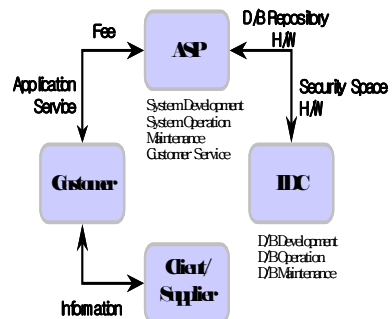 Fee
D/B Repository
H/W
ASP
Application
Service
Security Space
H/W
System Development
System Operation
Maintenance
Customer Service
Customer
IDC
Client/
Supplier
D/B Development
D/B Operation
D/B Maintenance
Information